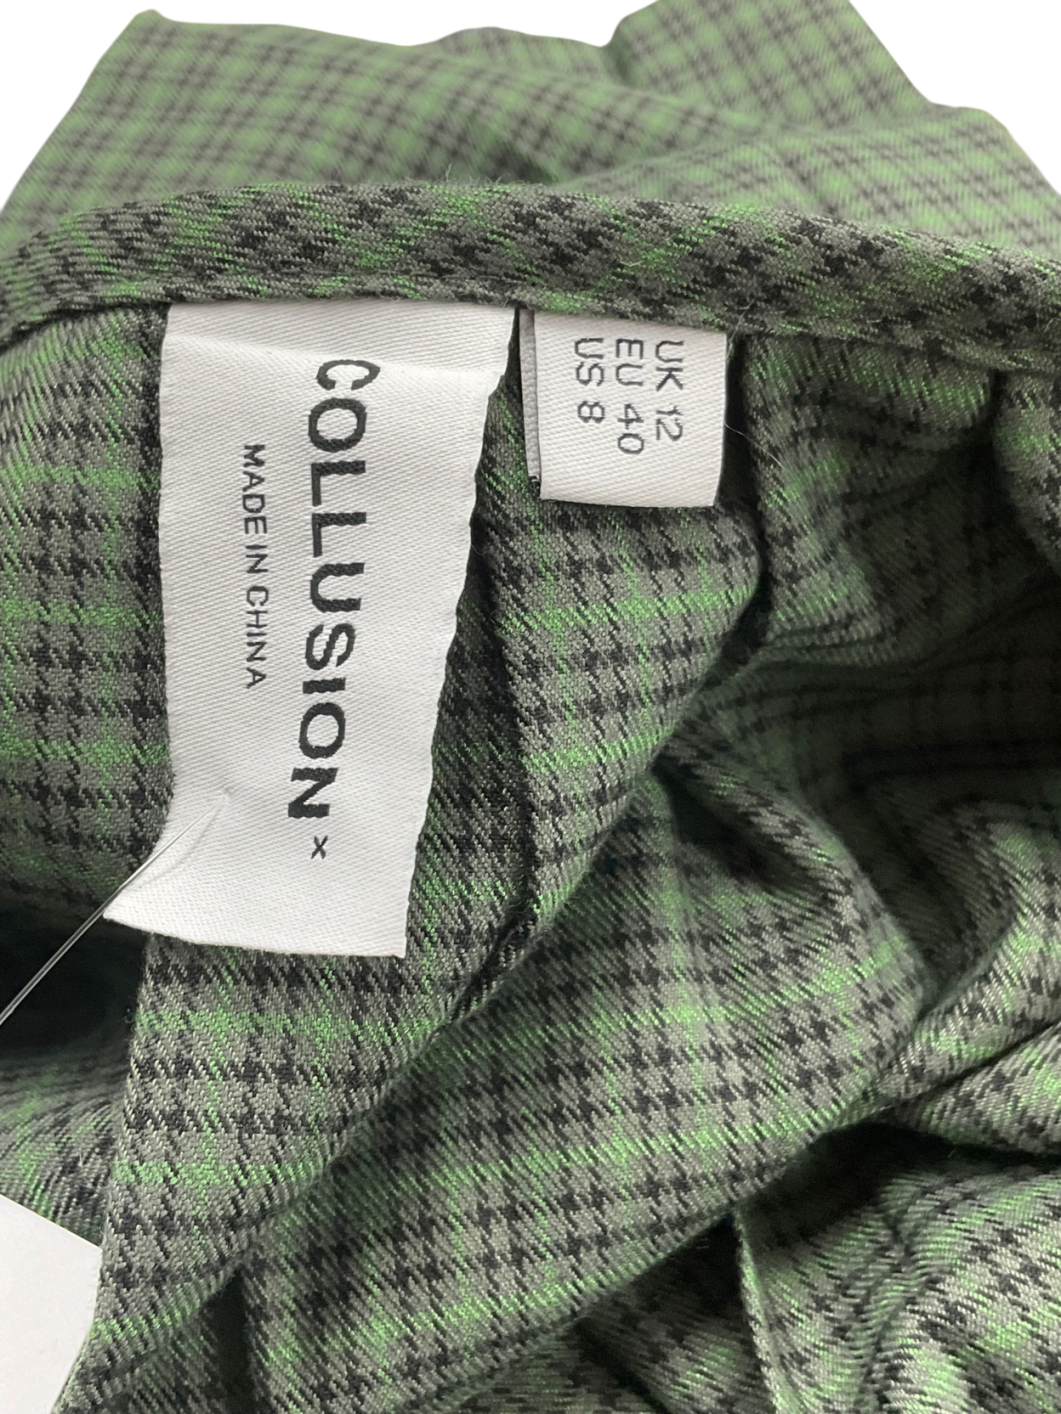 COLLUSION x
MADE IN CHINA
UK 12
EU 40
US 8